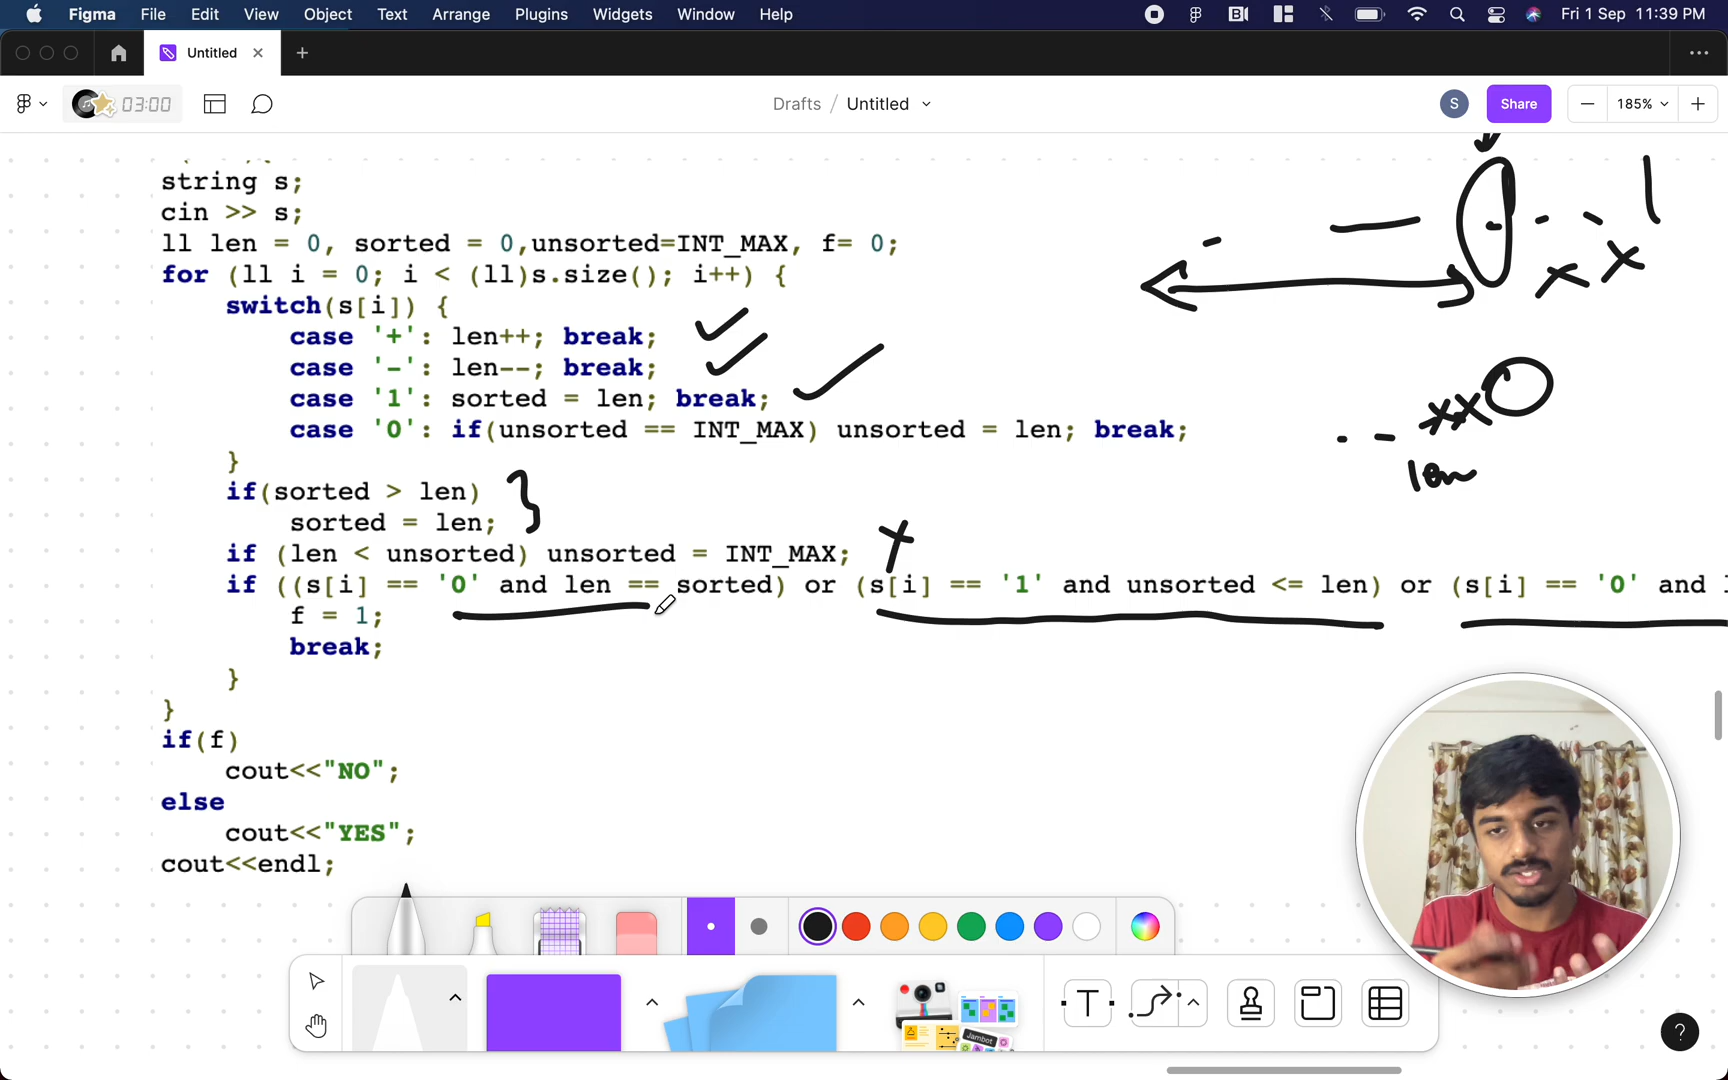 Figma File Edit View Object Text Arrange Plugins Widgets Window Help Fri 1 Sep 11:39 PM
Untitled
03:00 Drafts / Untitled S Share 185%
string s;
cin >> s;
ll len = 0, sorted = 0,unsorted=INT_MAX, f= 0;
for (ll i = 0; i < (ll)s.size(); i++) {
switch(s[i]) {
case '+': len++; break;
case '-': len--; break;
case '1': sorted = len; break;
case '0': if(unsorted == INT_MAX) unsorted = len; break;
}
len
if(sorted > len)
sorted = len;
if (len < unsorted) unsorted = INT_MAX;
if ((s[i] == '0' and len == sorted) or (s[i] == '1' and unsorted <= len) or (s[i] == '0' and
f = 1;
break;
}
}
if(f)
cout<<"NO";
else
cout<<"YES";
cout<<endl;
T
Jambot
?